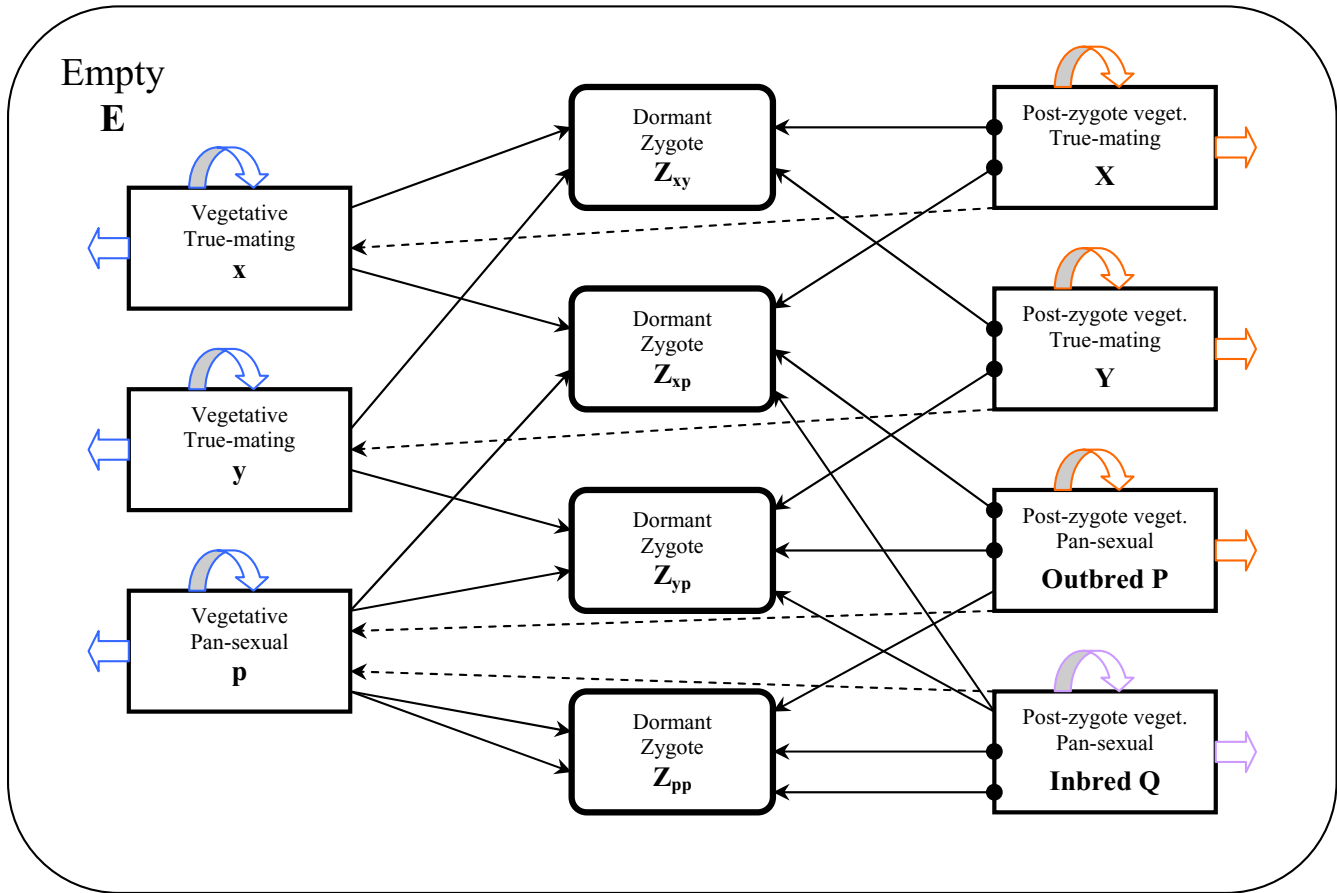 Empty
E
Vegetative
True-mating
x
Vegetative
True-mating
y
Vegetative
Pan-sexual
p
Dormant
Zygote
Zxy
Dormant
Zygote
Zxp
Dormant
Zygote
Zyp
Dormant
Zygote
Zpp
Post-zygote veget.
True-mating
X
Post-zygote veget.
True-mating
Y
Post-zygote veget.
Pan-sexual
Outbred P
Post-zygote veget.
Pan-sexual
Inbred Q